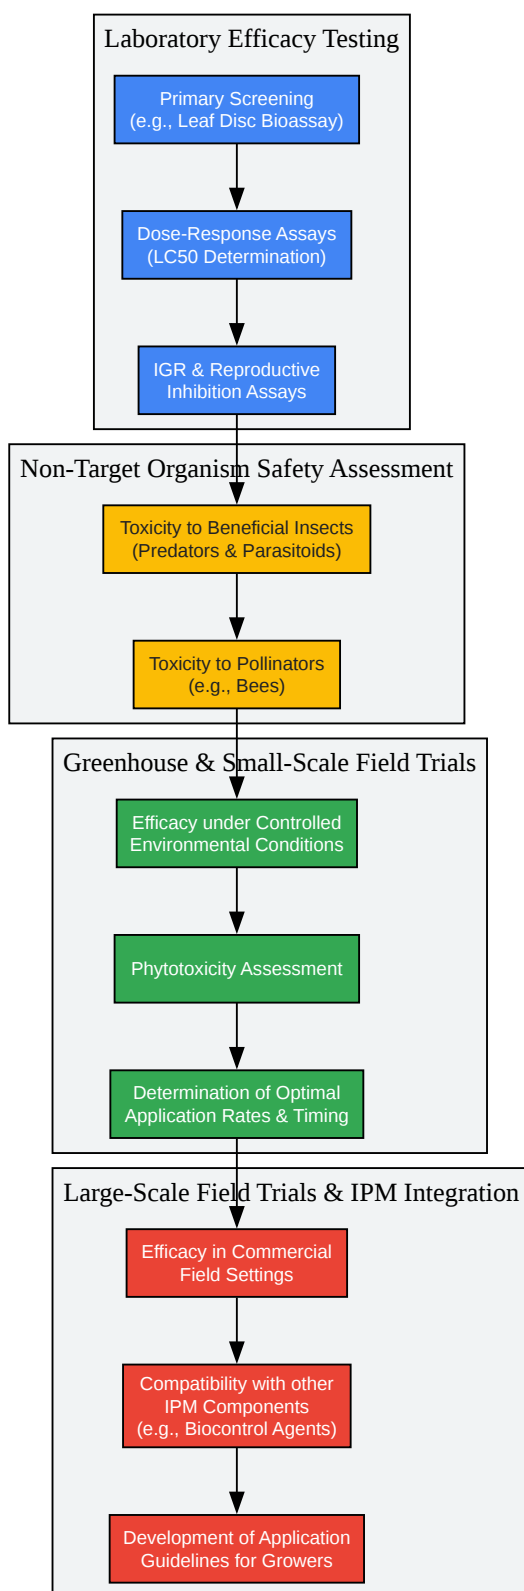 Laboratory Efficacy Testing
Primary Screening
(e.g., Leaf Disc Bioassay)
Dose-Response Assays
(LC50 Determination)
IGR & Reproductive
Inhibition Assays
Non-Target Organism Safety Assessment
Toxicity to Beneficial Insects
(Predators & Parasitoids)
Toxicity to Pollinators
(e.g., Bees)
Greenhouse & Small-Scale Field Trials
Efficacy under Controlled
Environmental Conditions
Phytotoxicity Assessment
Determination of Optimal
Application Rates & Timing
Large-Scale Field Trials & IPM Integration
Efficacy in Commercial
Field Settings
Compatibility with other
IPM Components
(e.g., Biocontrol Agents)
Development of Application
Guidelines for Growers